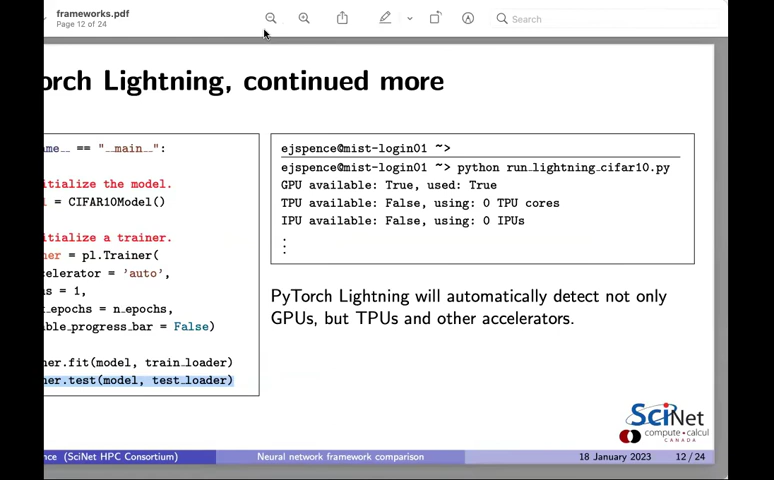 frameworks.pdf
Page 12 of 24
Search
orch Lightning, continued more
ame__ == "__main__":
itialize the model.
l = CIFAR10Model()
itialize a trainer.
ner = pl.Trainer(
celerator = 'auto',
s = 1,
_epochs = n_epochs,
ble_progress_bar = False)
ner.fit(model, train_loader)
ner.test(model, test_loader)
ejspence@mist-login01 ~>
ejspence@mist-login01 ~> python run_lightning_cifar10.py
GPU available: True, used: True
TPU available: False, using: 0 TPU cores
IPU available: False, using: 0 IPUs
PyTorch Lightning will automatically detect not only
GPUs, but TPUs and other accelerators.
SciNet
compute • calcul
CANADA
nce (SciNet HPC Consortium)
Neural network framework comparison
18 January 2023
12 / 24